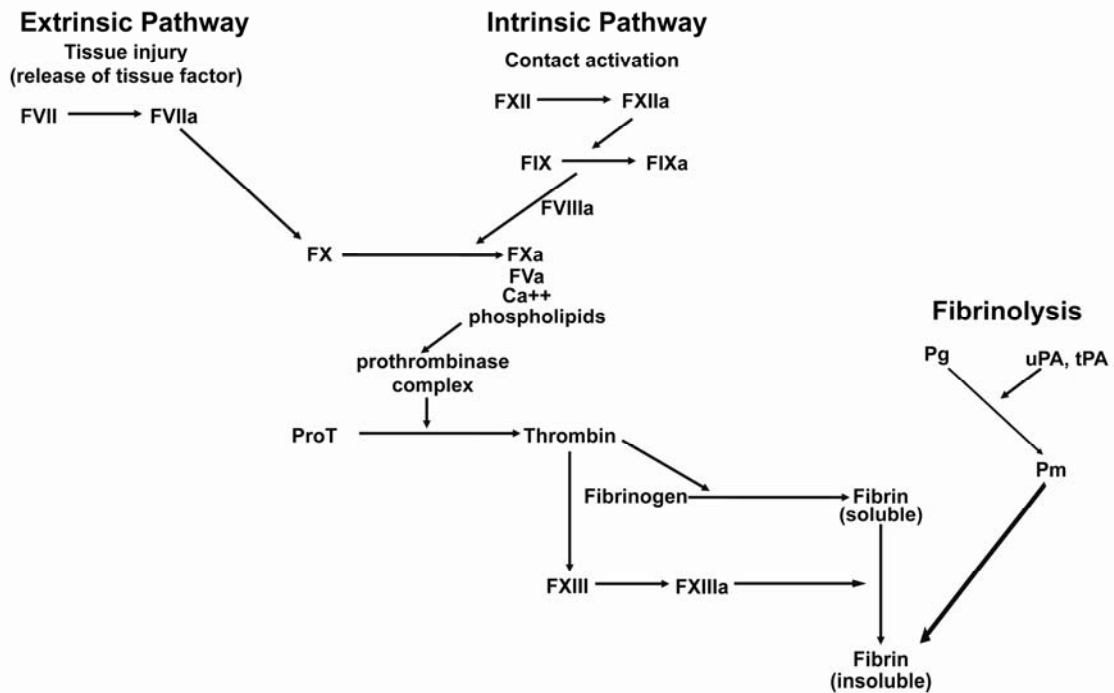 Extrinsic Pathway
Tissue injury
(release of tissue factor)
FVII
FVIIa
Intrinsic Pathway
Contact activation
FXII
FXIIa
FIX
FIXa
FVIIIa
FX
FXa
FVa
Ca++
phospholipids
prothrombinase
complex
ProT
Thrombin
Fibrinogen
Fibrin
(soluble)
FXIII
FXIIIa
Fibrin
(insoluble)
Fibrinolysis
Pg
uPA, tPA
Pm